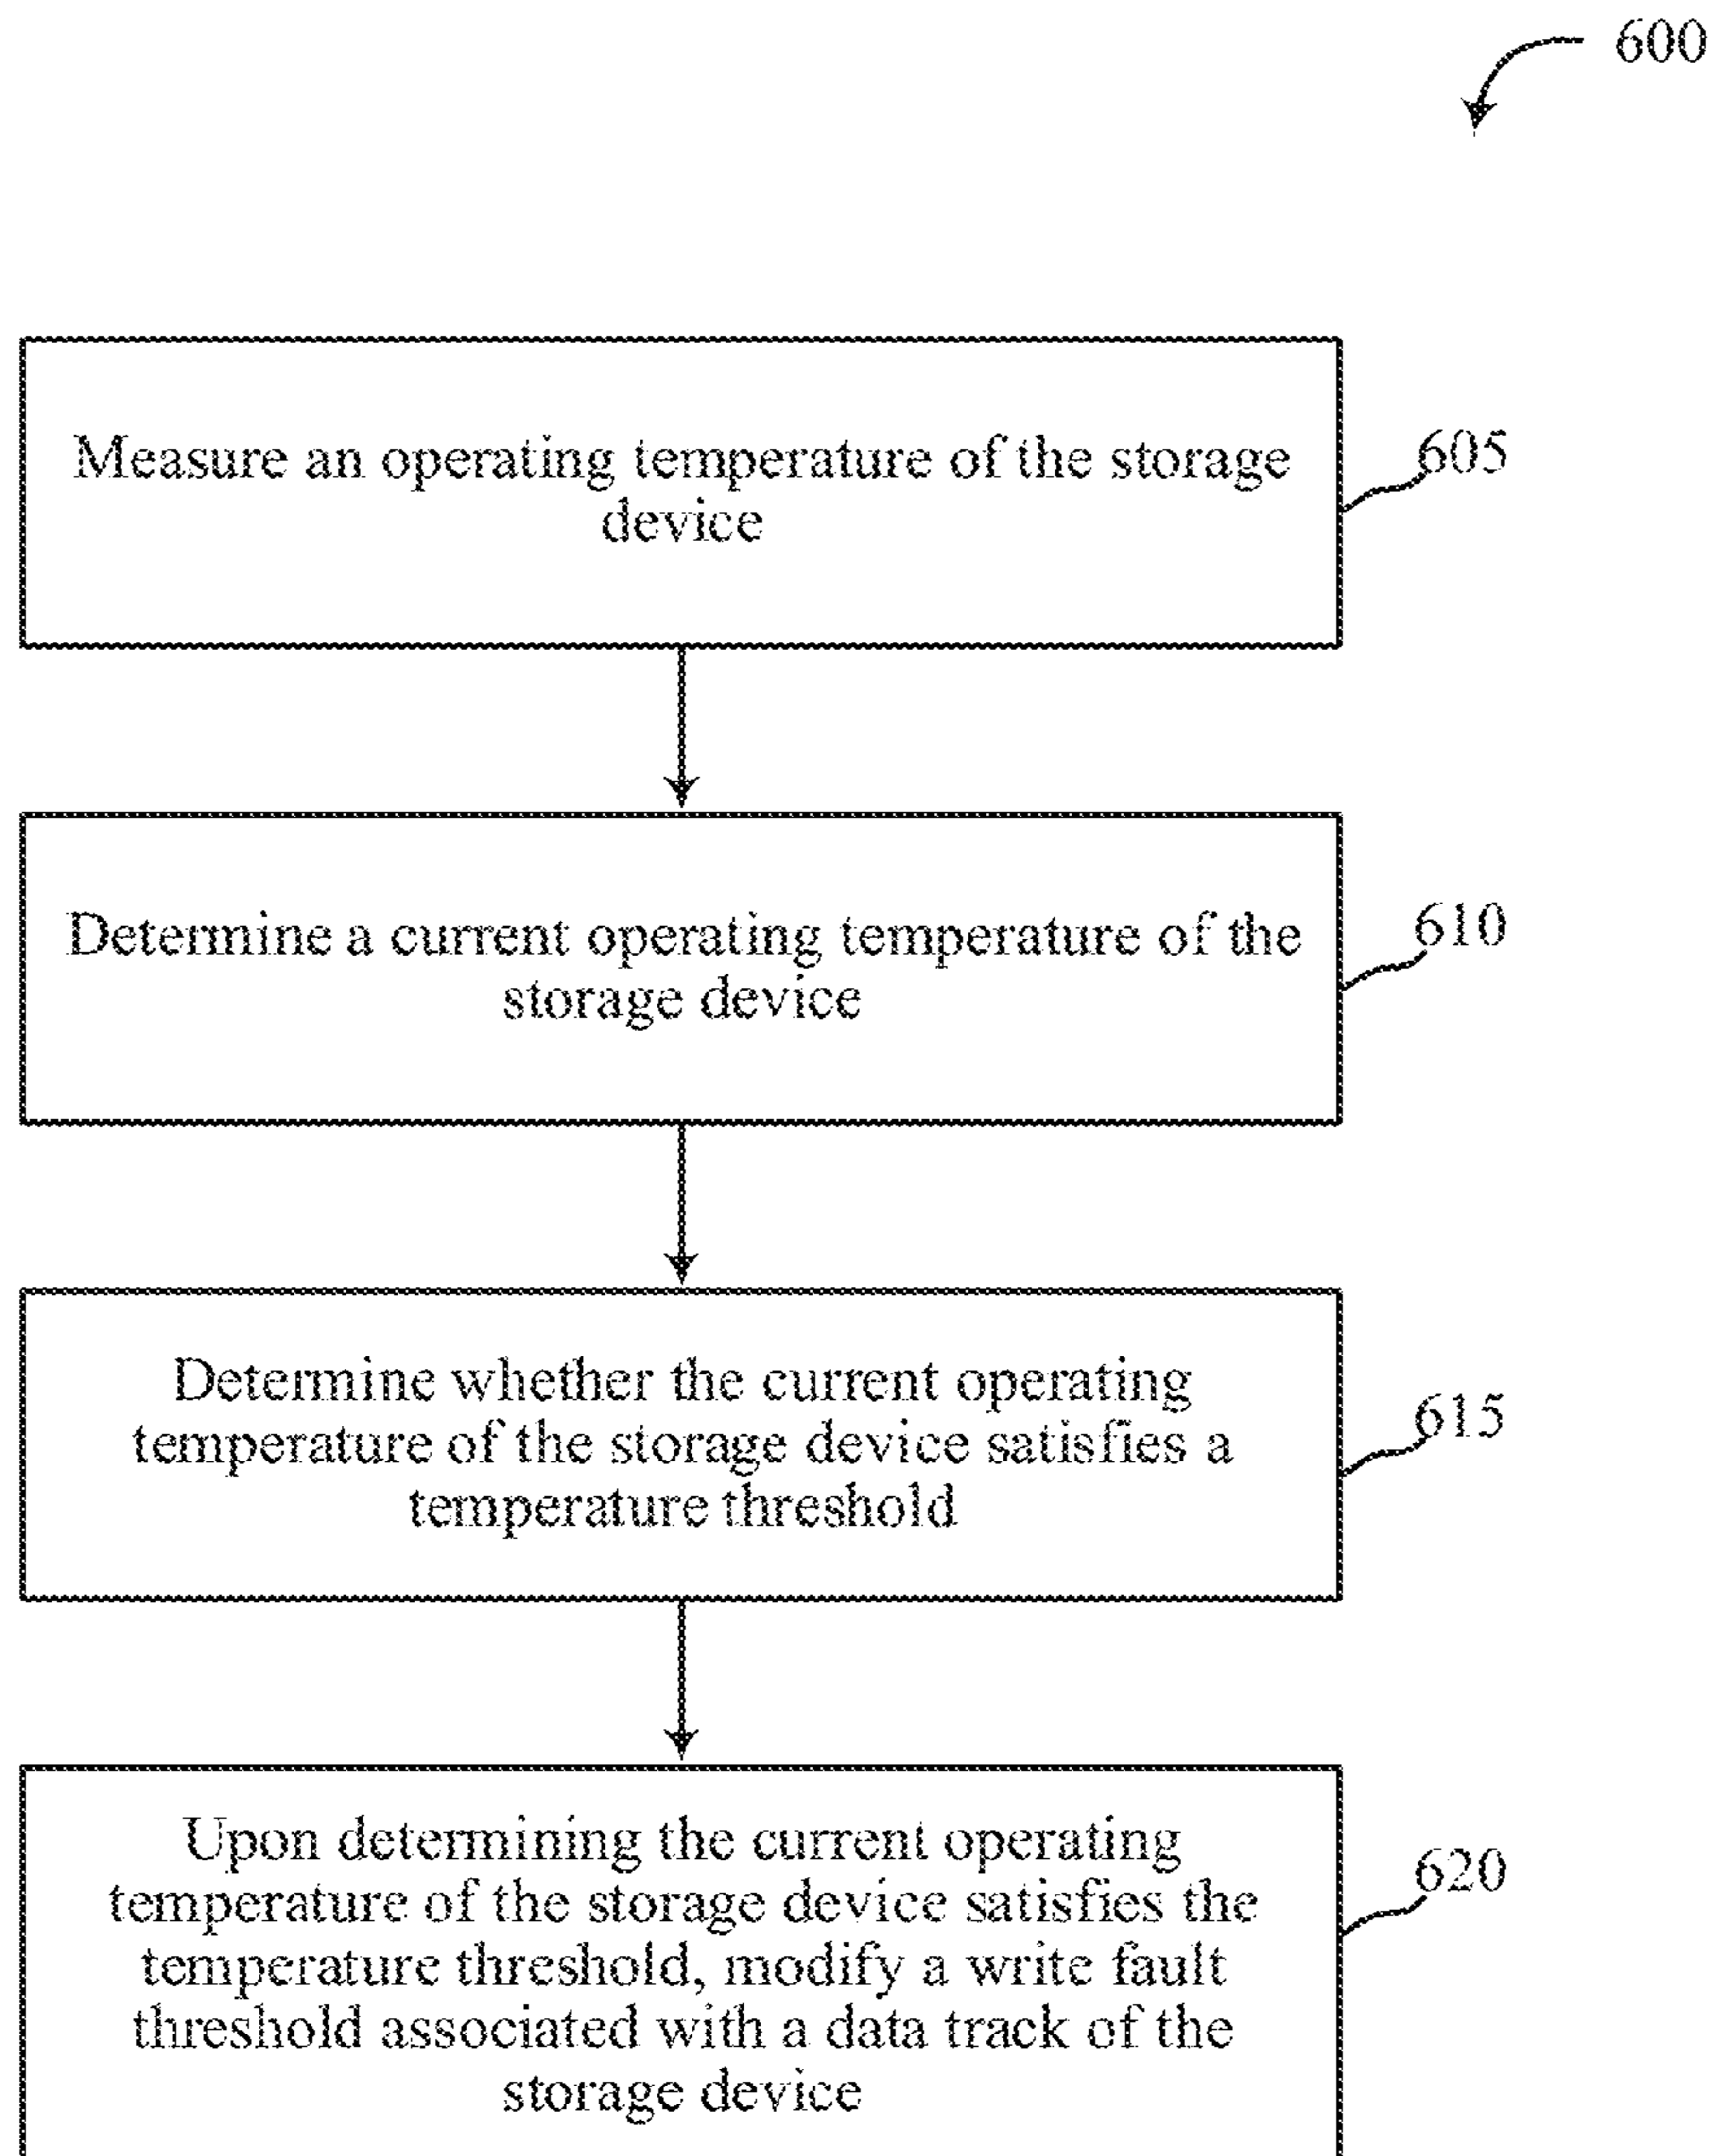 600
Measure an operating temperature of the storage
device
605
Determine a current operating temperature of the
storage device
610
Determine whether the current operating
temperature of the storage device satisfies a
temperature threshold
615
Upon determining the current operating
temperature of the storage device satisfies the
temperature threshold, modify a write fault
threshold associated with a data track of the
storage device
620